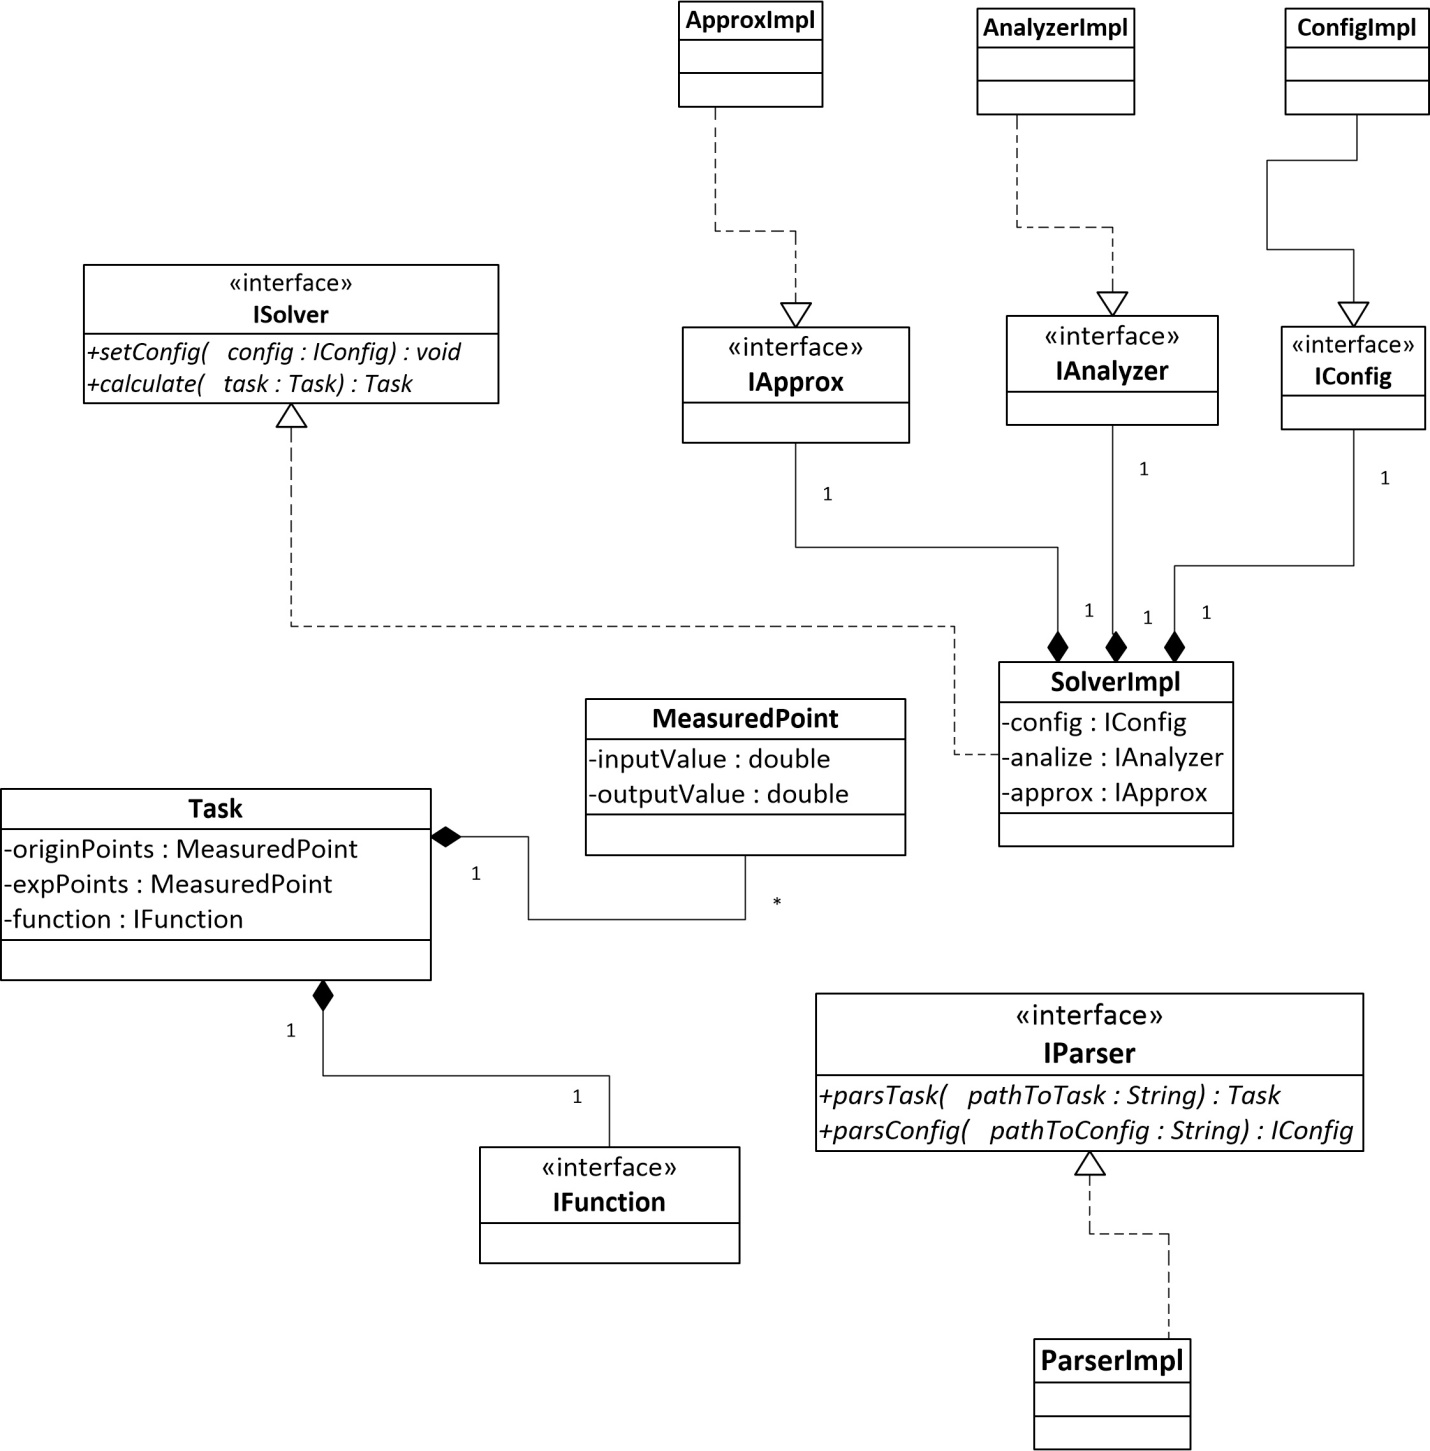 ApproxImpl
AnalyzerImpl
ConfigImpl
«interface»
ISolver
+setConfig( config : IConfig) : void
+calculate( task : Task) : Task
«interface»
IApprox
«interface»
IAnalyzer
«interface»
IConfig
1
1
1
1
1
1
SolverImpl
-config : IConfig
-analize : IAnalyzer
-approx : IApprox
MeasuredPoint
-inputValue : double
-outputValue : double
Task
-originPoints : MeasuredPoint
-expPoints : MeasuredPoint
-function : IFunction
1
*
1
1
«interface»
IFunction
«interface»
IParser
+parsTask( pathToTask : String) : Task
+parsConfig( pathToConfig : String) : IConfig
ParserImpl